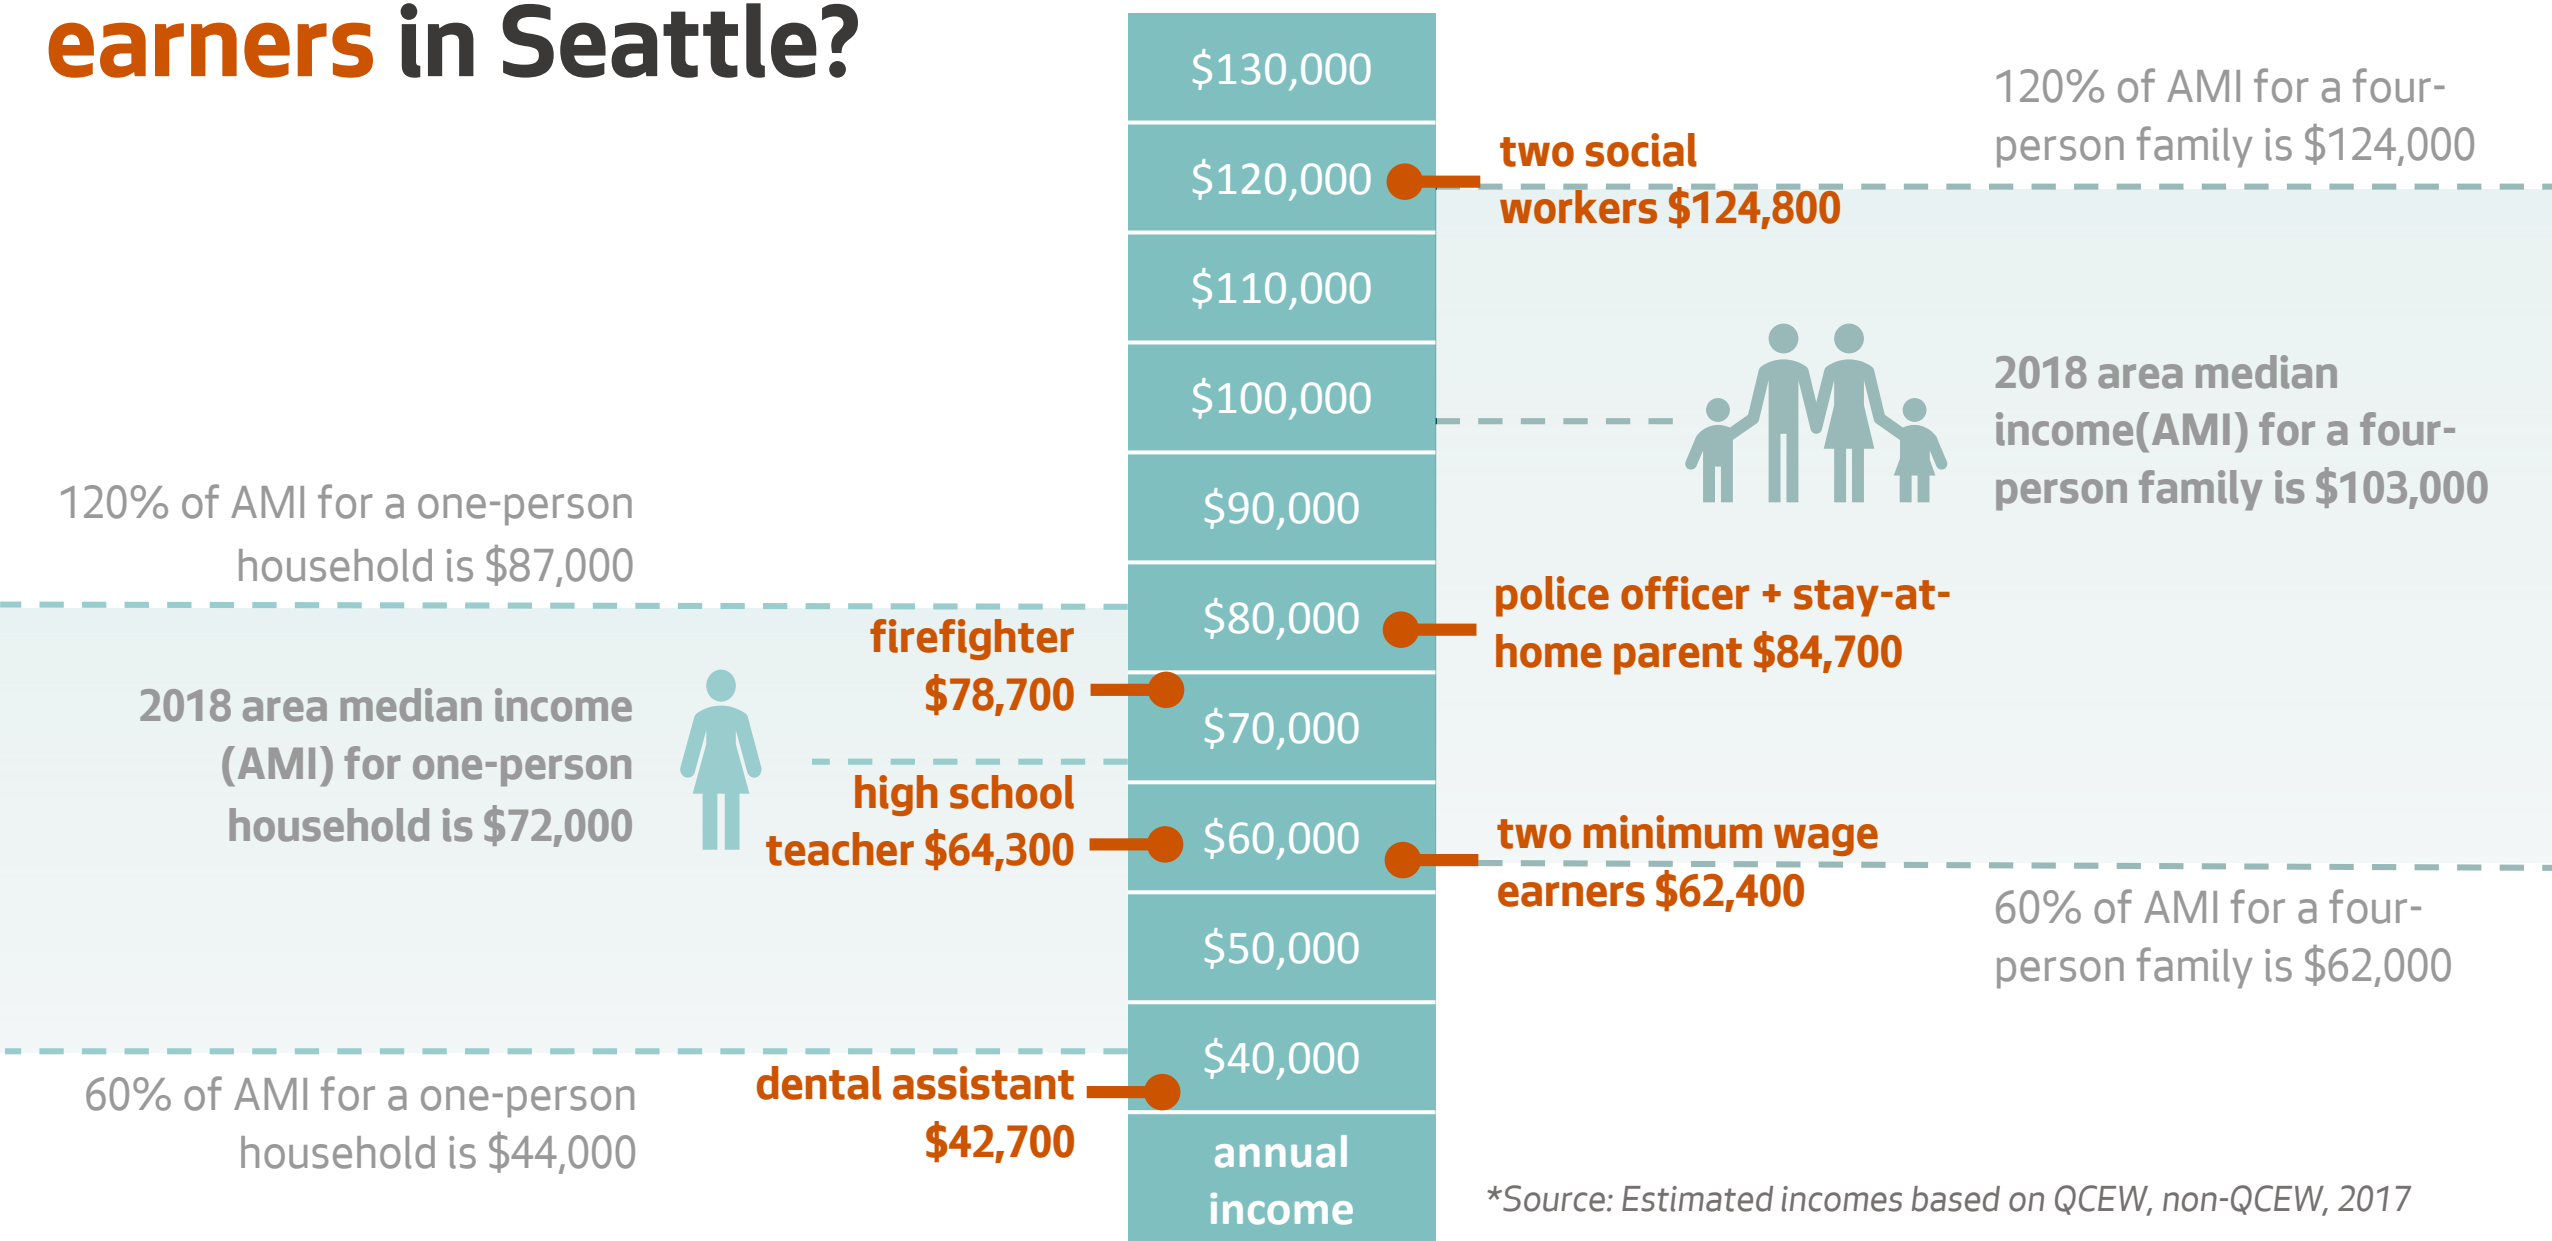 earners in Seattle?
120% of AMI for a one-person
household is $87,000
2018 area median income
(AMI) for one-person
household is $72,000
60% of AMI for a one-person
household is $44,000
firefighter
$78,700
high school
teacher $64,300
dental assistant
$42,700
$130,000
$120,000
$110,000
$100,000
$90,000
$80,000
$70,000
$60,000
$50,000
$40,000
annual
income
two social
workers $124,800
police officer + stay-at-
home parent $84,700
two minimum wage
earners $62,400
120% of AMI for a four-
person family is $124,000
2018 area median
income(AMI) for a four-
person family is $103,000
60% of AMI for a four-
person family is $62,000
*Source: Estimated incomes based on QCEW, non-QCEW, 2017